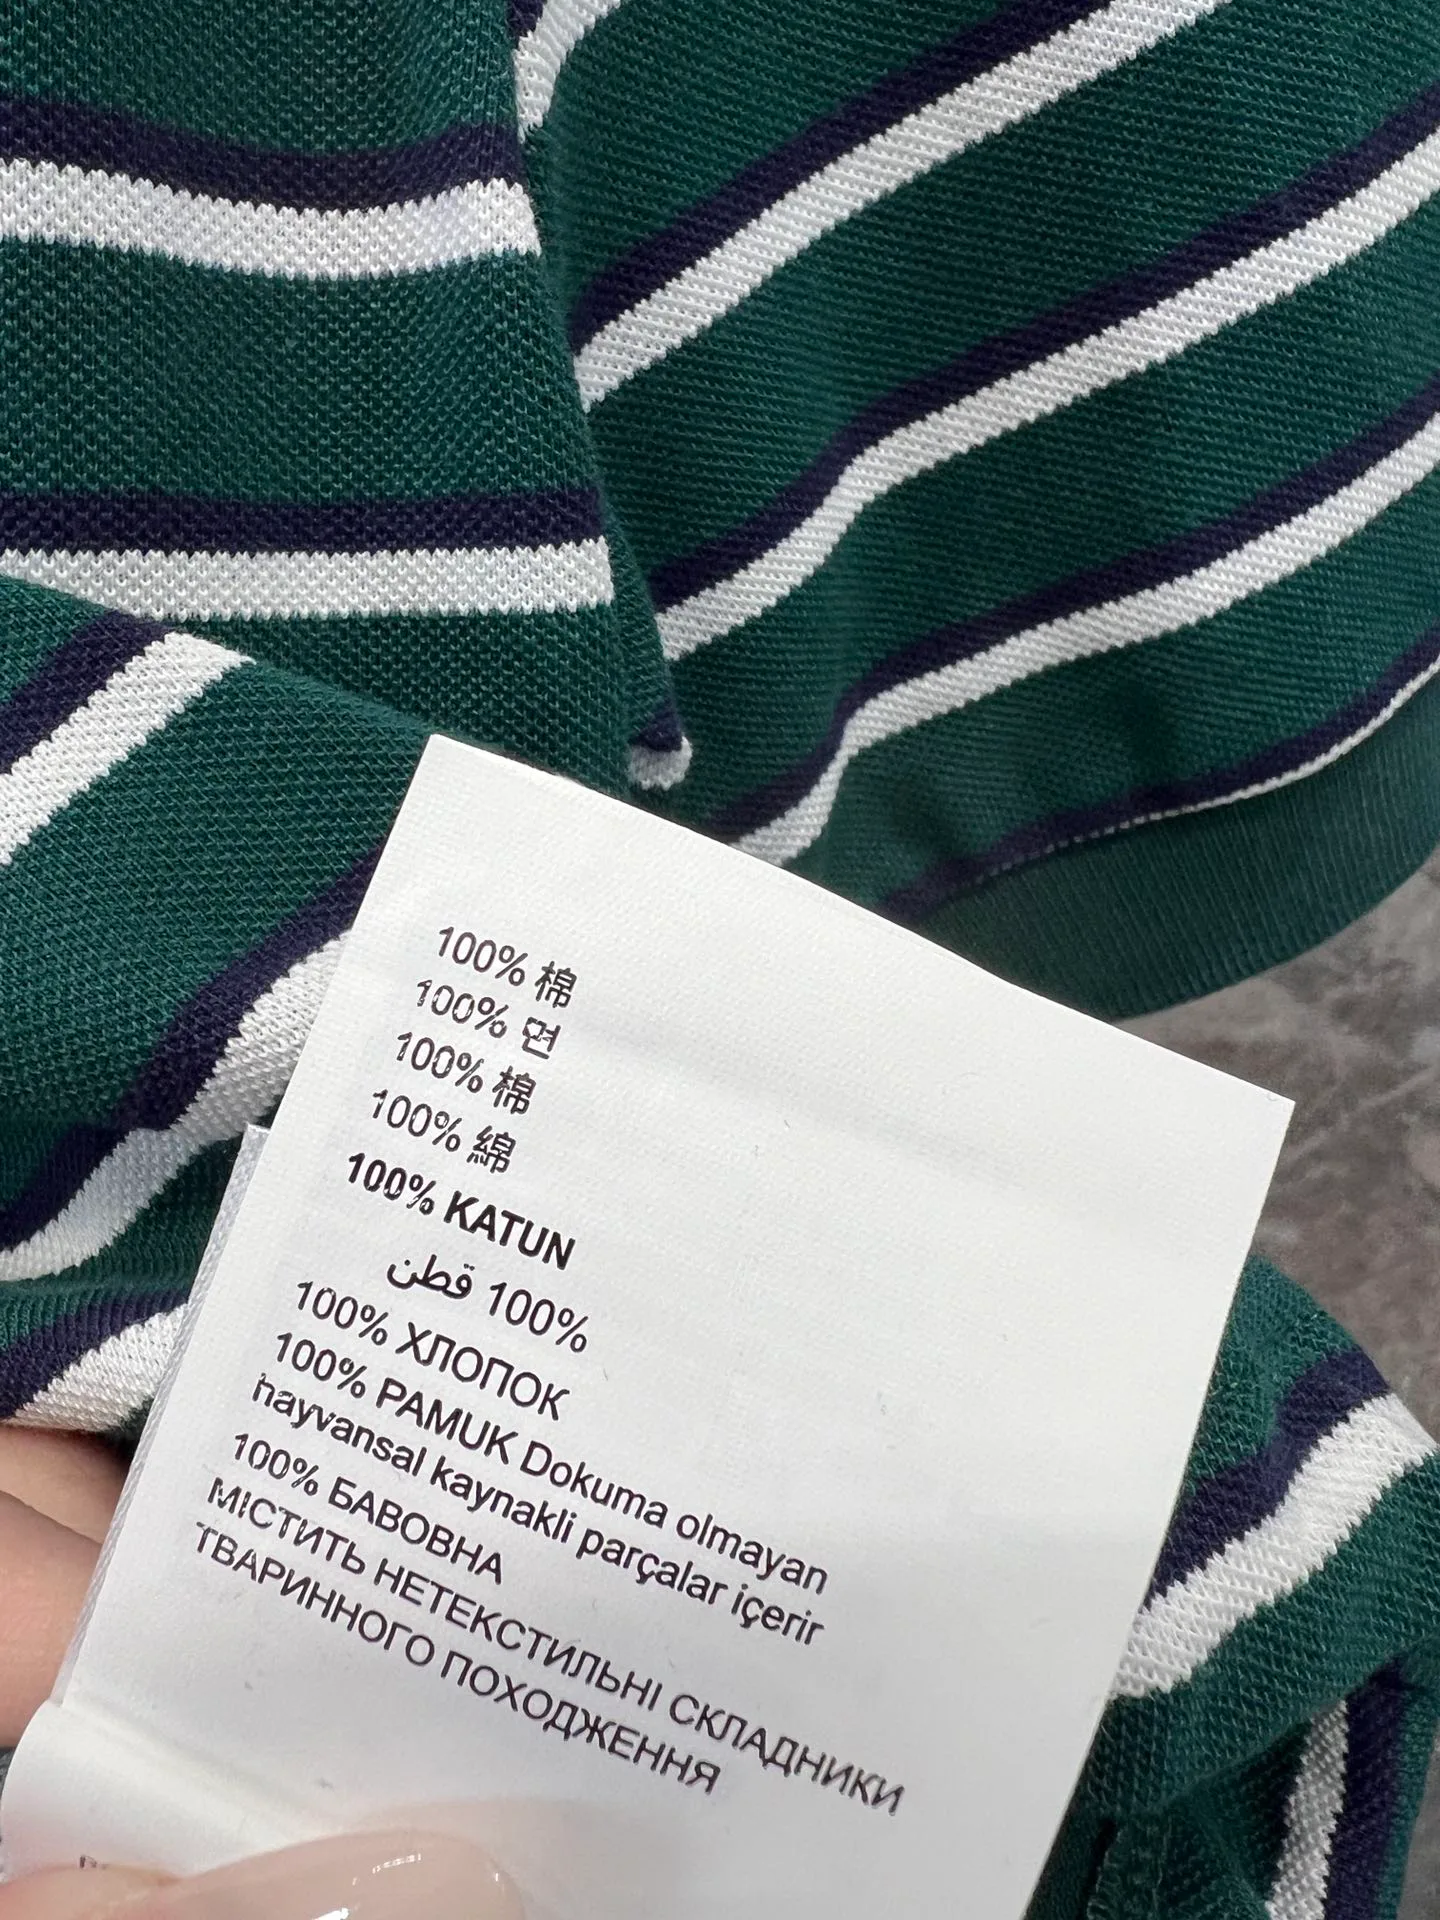 100% 棉
100% 면
100% 棉
100% 綿
100% KATUN
100% قطن
100% ХЛОПОК
100% PAMUK Dokuma olmayan
hayvansal kaynakli parçalar içerir
100% БАВОВНА
МІСТИТЬ НЕТЕКСТИЛЬНІ СКЛАДНИКИ
ТВАРИННОГО ПОХОДЖЕННЯ